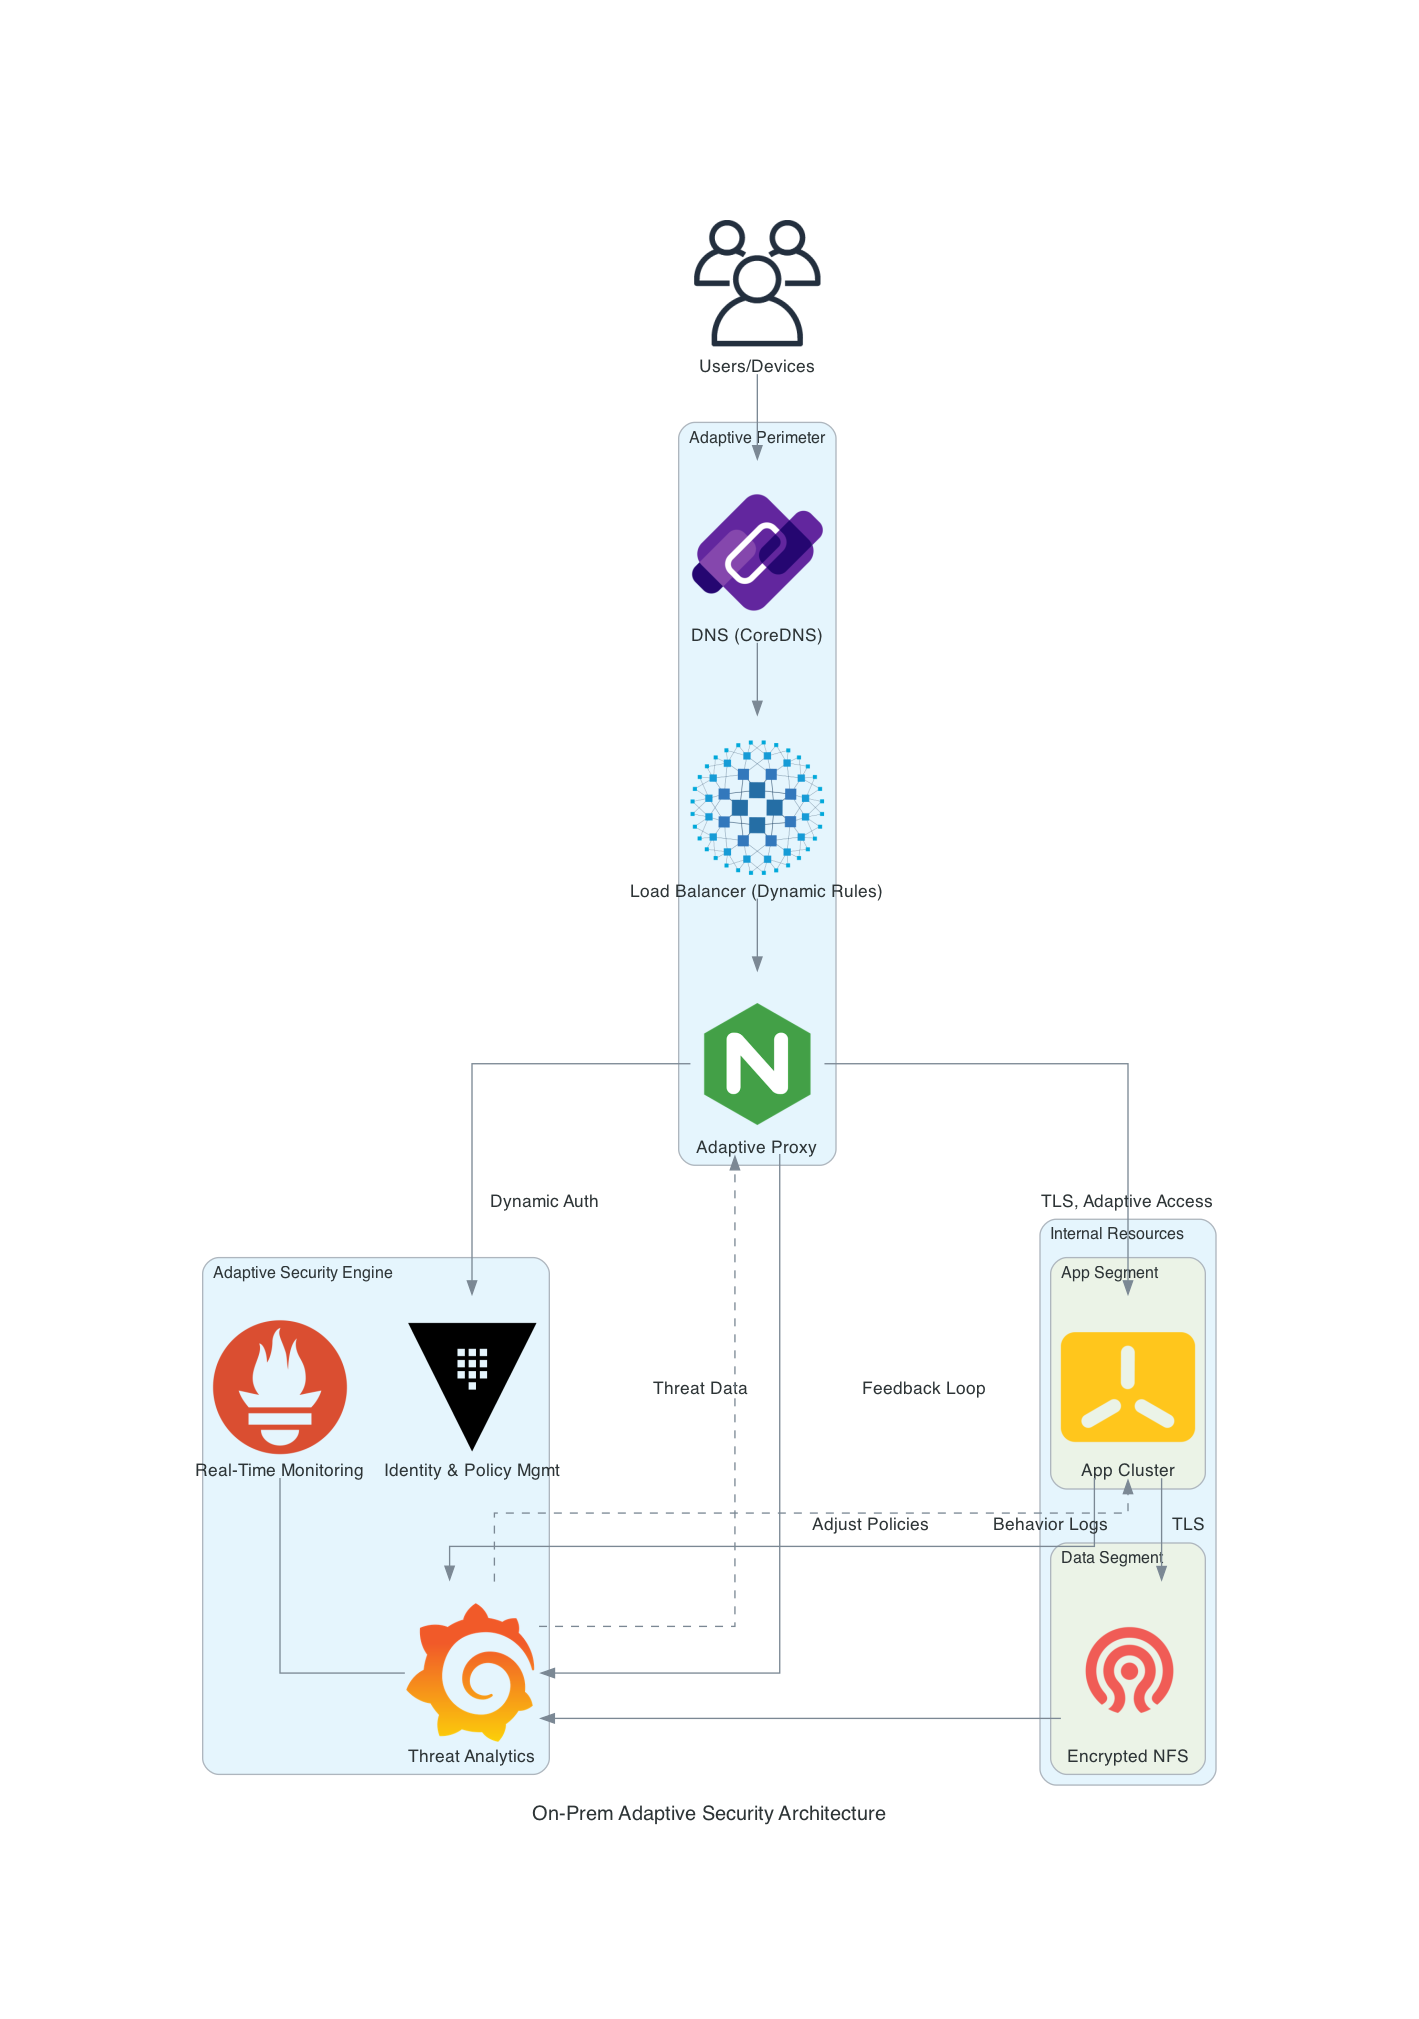 Users/Devices
Adaptive Perimeter
DNS (CoreDNS)
Load Balancer (Dynamic Rules)
Adaptive Proxy
Dynamic Auth
TLS, Adaptive Access
Internal Resources
Adaptive Security Engine
App Segment
Threat Data
Feedback Loop
Real-Time Monitoring
Identity & Policy Mgmt
App Cluster
Adjust Policies
Behavior Logs
TLS
Data Segment
Threat Analytics
Encrypted NFS
On-Prem Adaptive Security Architecture